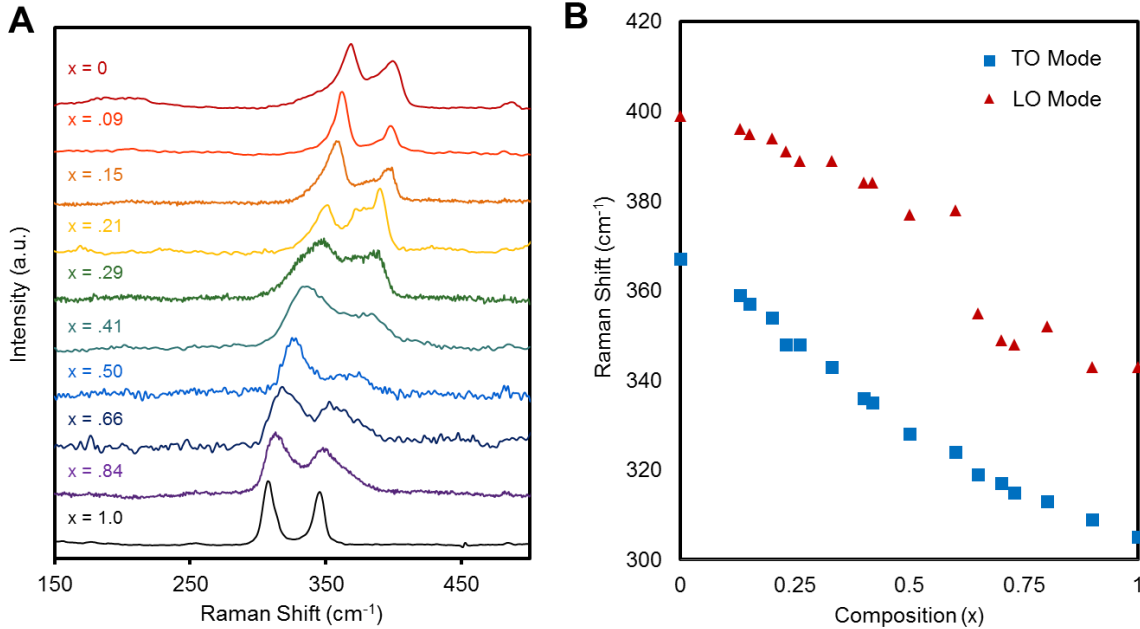 A
x = 0
x = .09
x = .15
x = .21
x = .29
x = .41
x = .50
x = .66
x = .84
x = 1.0
Intensity (a.u.)
150
250
350
450
Raman Shift (cm⁻¹)
B
420
400
380
360
340
320
300
TO Mode
LO Mode
Raman Shift (cm⁻¹)
0
0.25
0.5
0.75
1
Composition (x)